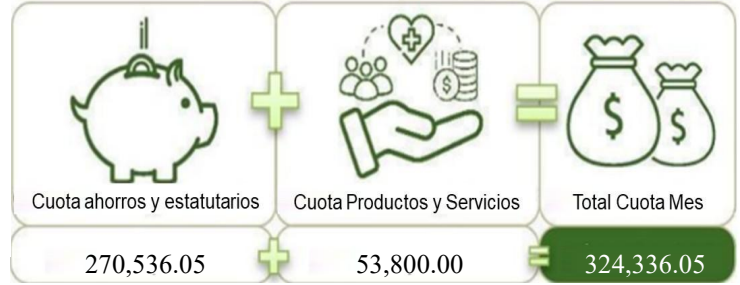 Cuota ahorros y estatutarios
Cuota Productos y Servicios
Total Cuota Mes
270,536.05
53,800.00
324,336.05